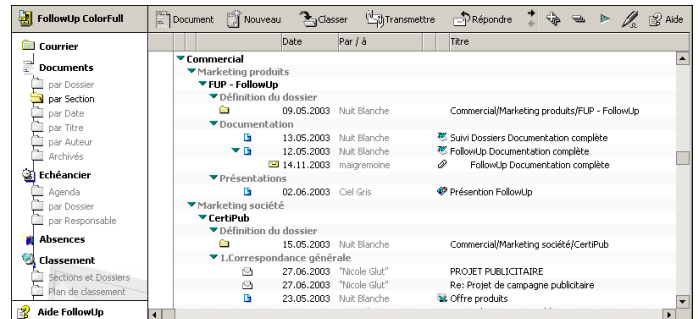 FollowUp ColorFull
Document Nouveau Classer Transmettre Répondre Aide
Courrier
Documents
par Dossier
par Section
par Date
par Titre
par Auteur
Archivés
Echéancier
Agenda
par Dossier
par Responsable
Absences
Classement
Sections et Dossiers
Plan de classement
Aide FollowUp
Date Par / à Titre
Commercial
Marketing produits
FUP - FollowUp
Définition du dossier
09.05.2003 Nuit Blanche Commercial/Marketing produits/FUP - FollowUp
Documentation
13.05.2003 Nuit Blanche Suivi Dossiers Documentation complète
12.05.2003 Nuit Blanche FollowUp Documentation complète
14.11.2003 maigremoine FollowUp Documentation complète
Présentations
02.06.2003 Ciel Gris Présention FollowUp
Marketing société
CertiPub
Définition du dossier
15.05.2003 Nuit Blanche Commercial/Marketing société/CertiPub
1.Correspondance générale
27.06.2003 "Nicole Glut" PROJET PUBLICITAIRE
27.06.2003 "Nicole Glut" Re: Projet de campagne publicitaire
23.05.2003 Nuit Blanche Offre produits